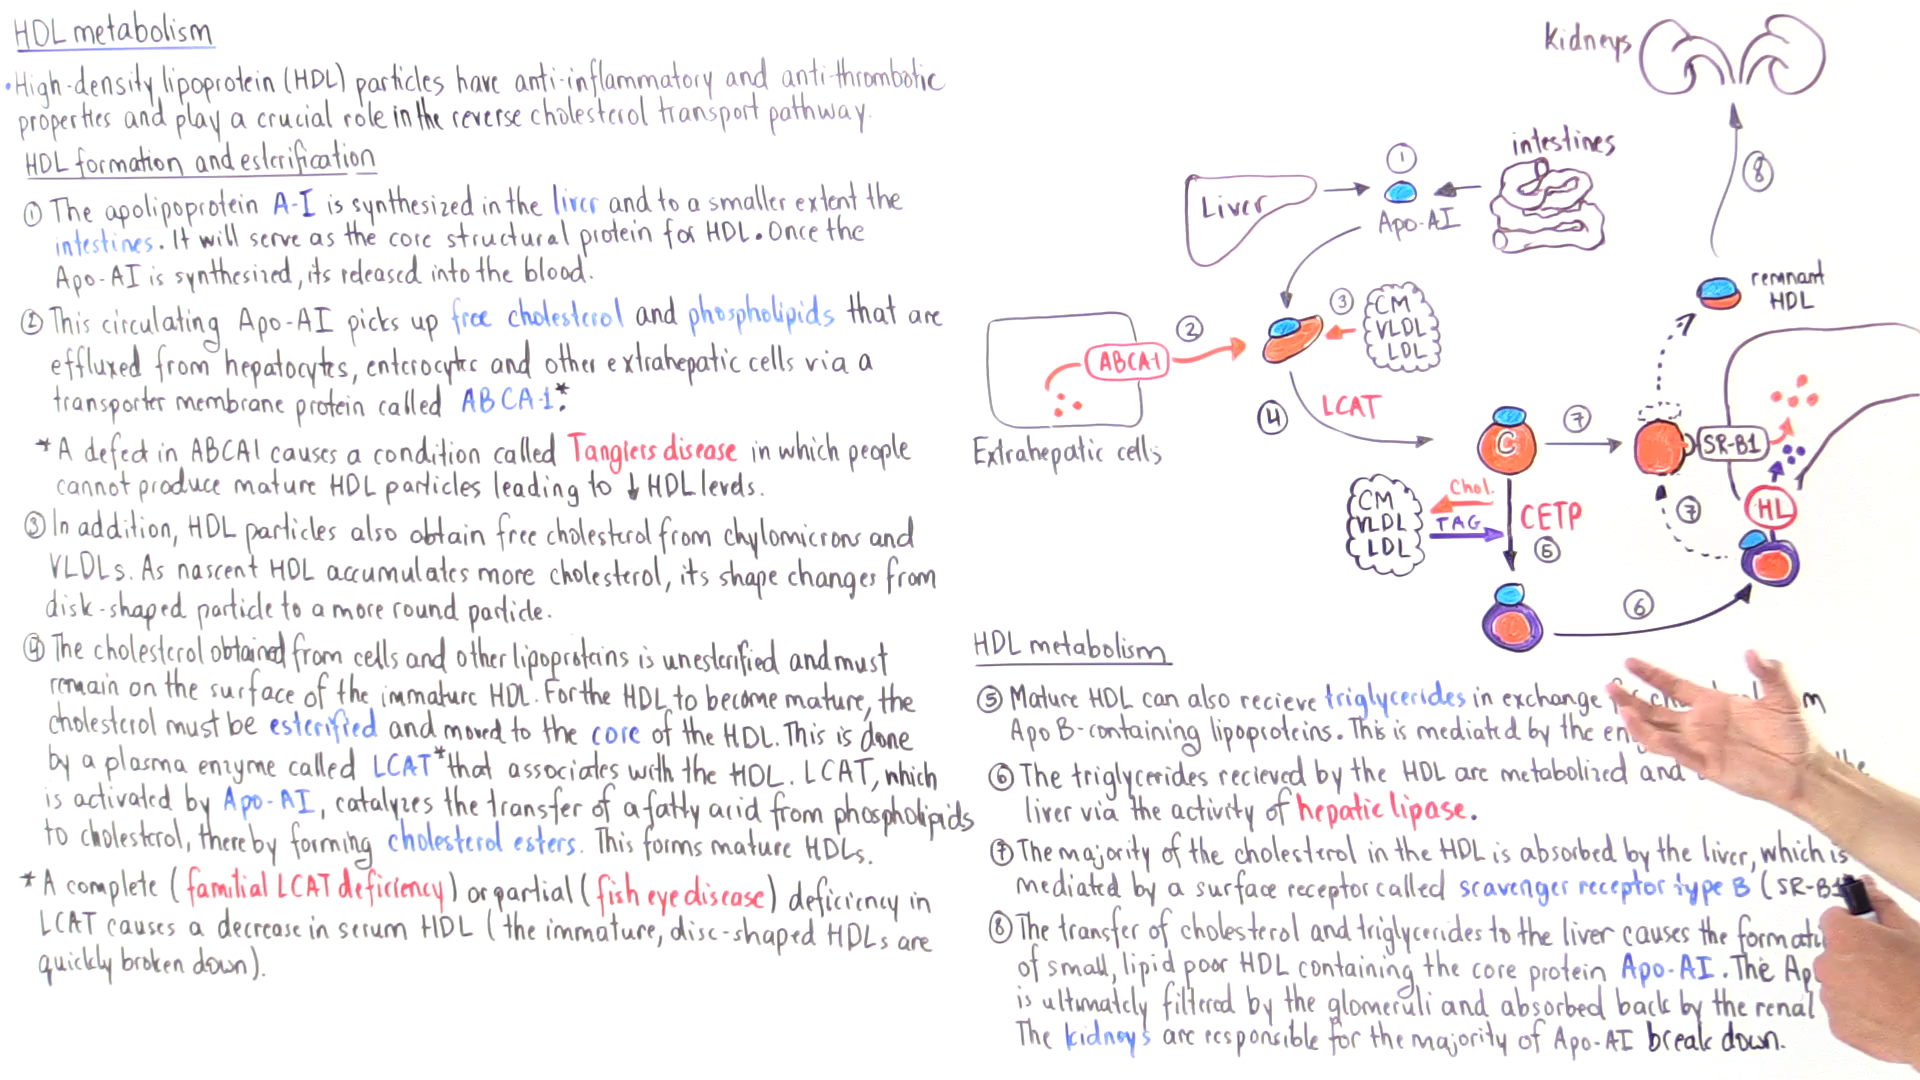 HDL metabolism
• High-density lipoprotein (HDL) particles have anti-inflammatory and anti-thrombotic
properties and play a crucial role in the reverse cholesterol transport pathway.
HDL formation and esterification
① The apolipoprotein A-I is synthesized in the liver and to a smaller extent the
intestines. It will serve as the core structural protein for HDL. Once the
Apo-AI is synthesized, its released into the blood.
② This circulating Apo-AI picks up free cholesterol and phospholipids that are
effluxed from hepatocytes, enterocytes and other extrahepatic cells via a
transporter membrane protein called ABCA-1.*
* A defect in ABCA1 causes a condition called Tangiers disease in which people
cannot produce mature HDL particles leading to ↓ HDL levels.
③ In addition, HDL particles also obtain free cholesterol from chylomicrons and
VLDLs. As nascent HDL accumulates more cholesterol, its shape changes from
disk-shaped particle to a more round particle.
④ The cholesterol obtained from cells and other lipoproteins is unesterified and must
remain on the surface of the immature HDL. For the HDL to become mature, the
cholesterol must be esterified and moved to the core of the HDL. This is done
by a plasma enzyme called LCAT* that associates with the HDL. LCAT, which
is activated by Apo-AI, catalyzes the transfer of a fatty acid from phospholipids
to cholesterol, thereby forming cholesterol esters. This forms mature HDLs.
* A complete (familial LCAT deficiency) or partial (fish eye disease) deficiency in
LCAT causes a decrease in serum HDL (the immature, disc-shaped HDLs are
quickly broken down).
Kidneys
⑧
intestines
①
Liver
Apo-AI
remnant
HDL
③
CM
VLDL
LDL
②
ABCA-1
Extrahepatic cells
④
LCAT
C
⑦
SR-B1
Chol.
CM
VLDL
LDL
TAG
CETP
⑤
⑦
HL
⑥
HDL metabolism
⑤ Mature HDL can also recieve triglycerides in exchange
Apo B-containing lipoproteins. This is mediated by the
⑥ The triglycerides recieved by the HDL are metabolized and
liver via the activity of hepatic lipase.
⑦ The majority of the cholesterol in the HDL is absorbed by the liver, which is
mediated by a surface receptor called scavenger receptor type B (SR-B1
⑧ The transfer of cholesterol and triglycerides to the liver causes the
of small, lipid poor HDL containing the core protein Apo-AI. The
is ultimately filtered by the glomeruli and absorbed back by the renal
The kidneys are responsible for the majority of Apo-AI break down.